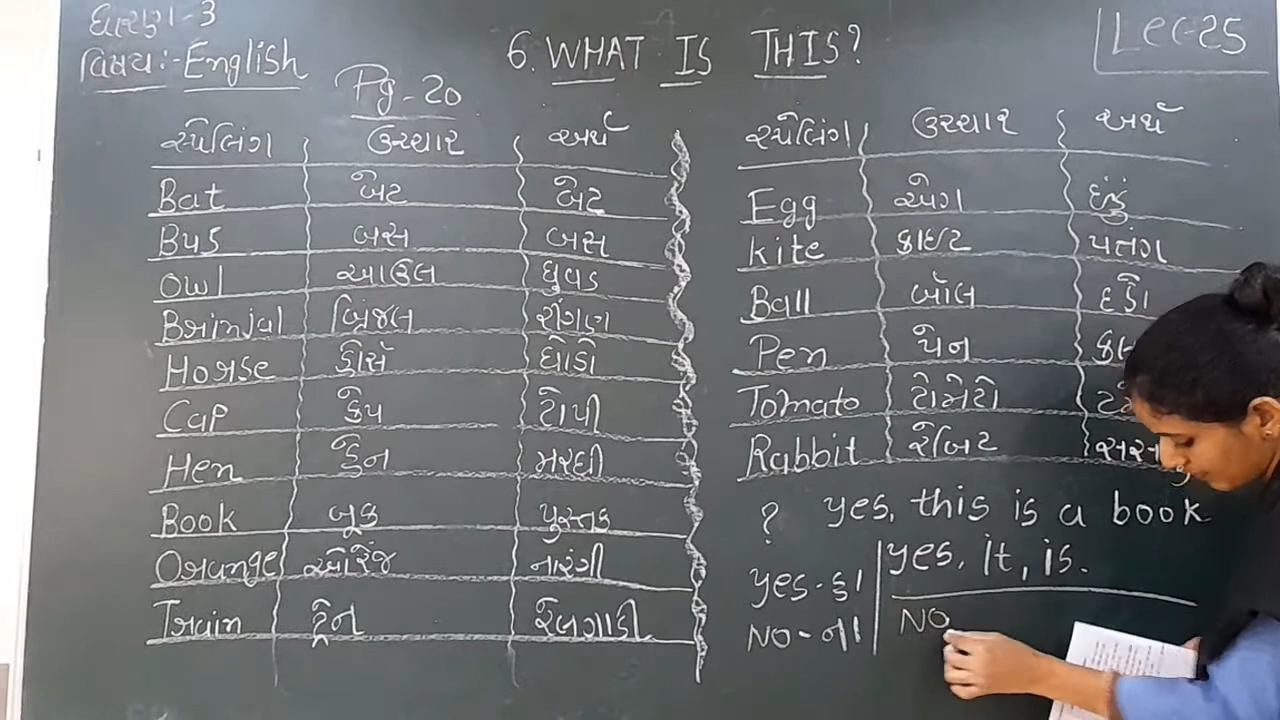 ધોરણ-3
વિષય:-English
6. WHAT IS THIS?
Lec-25
Pg-20
સ્પેલિંગ ઉચ્ચાર અર્થ
Bat બેટ બેટ
Bus બસ બસ
Owl આઉલ ઘુવડ
Brinjal બ્રિંજલ રીંગણ
Horse હોર્સ ઘોડો
Cap કેપ ટોપી
Hen હેન મરઘી
Book બૂક પુસ્તક
Orange ઓરેંજ નારંગી
Train ટ્રેન રેલગાડી
સ્પેલિંગ ઉચ્ચાર અર્થ
Egg એગ ઇંડું
kite કાઇટ પતંગ
Ball બૉલ દડો
Pen પેન
Tomato ટોમેટો
Rabbit રેબિટ
? yes, this is a book
yes-હા
NO-ના
yes, it, is.
NO